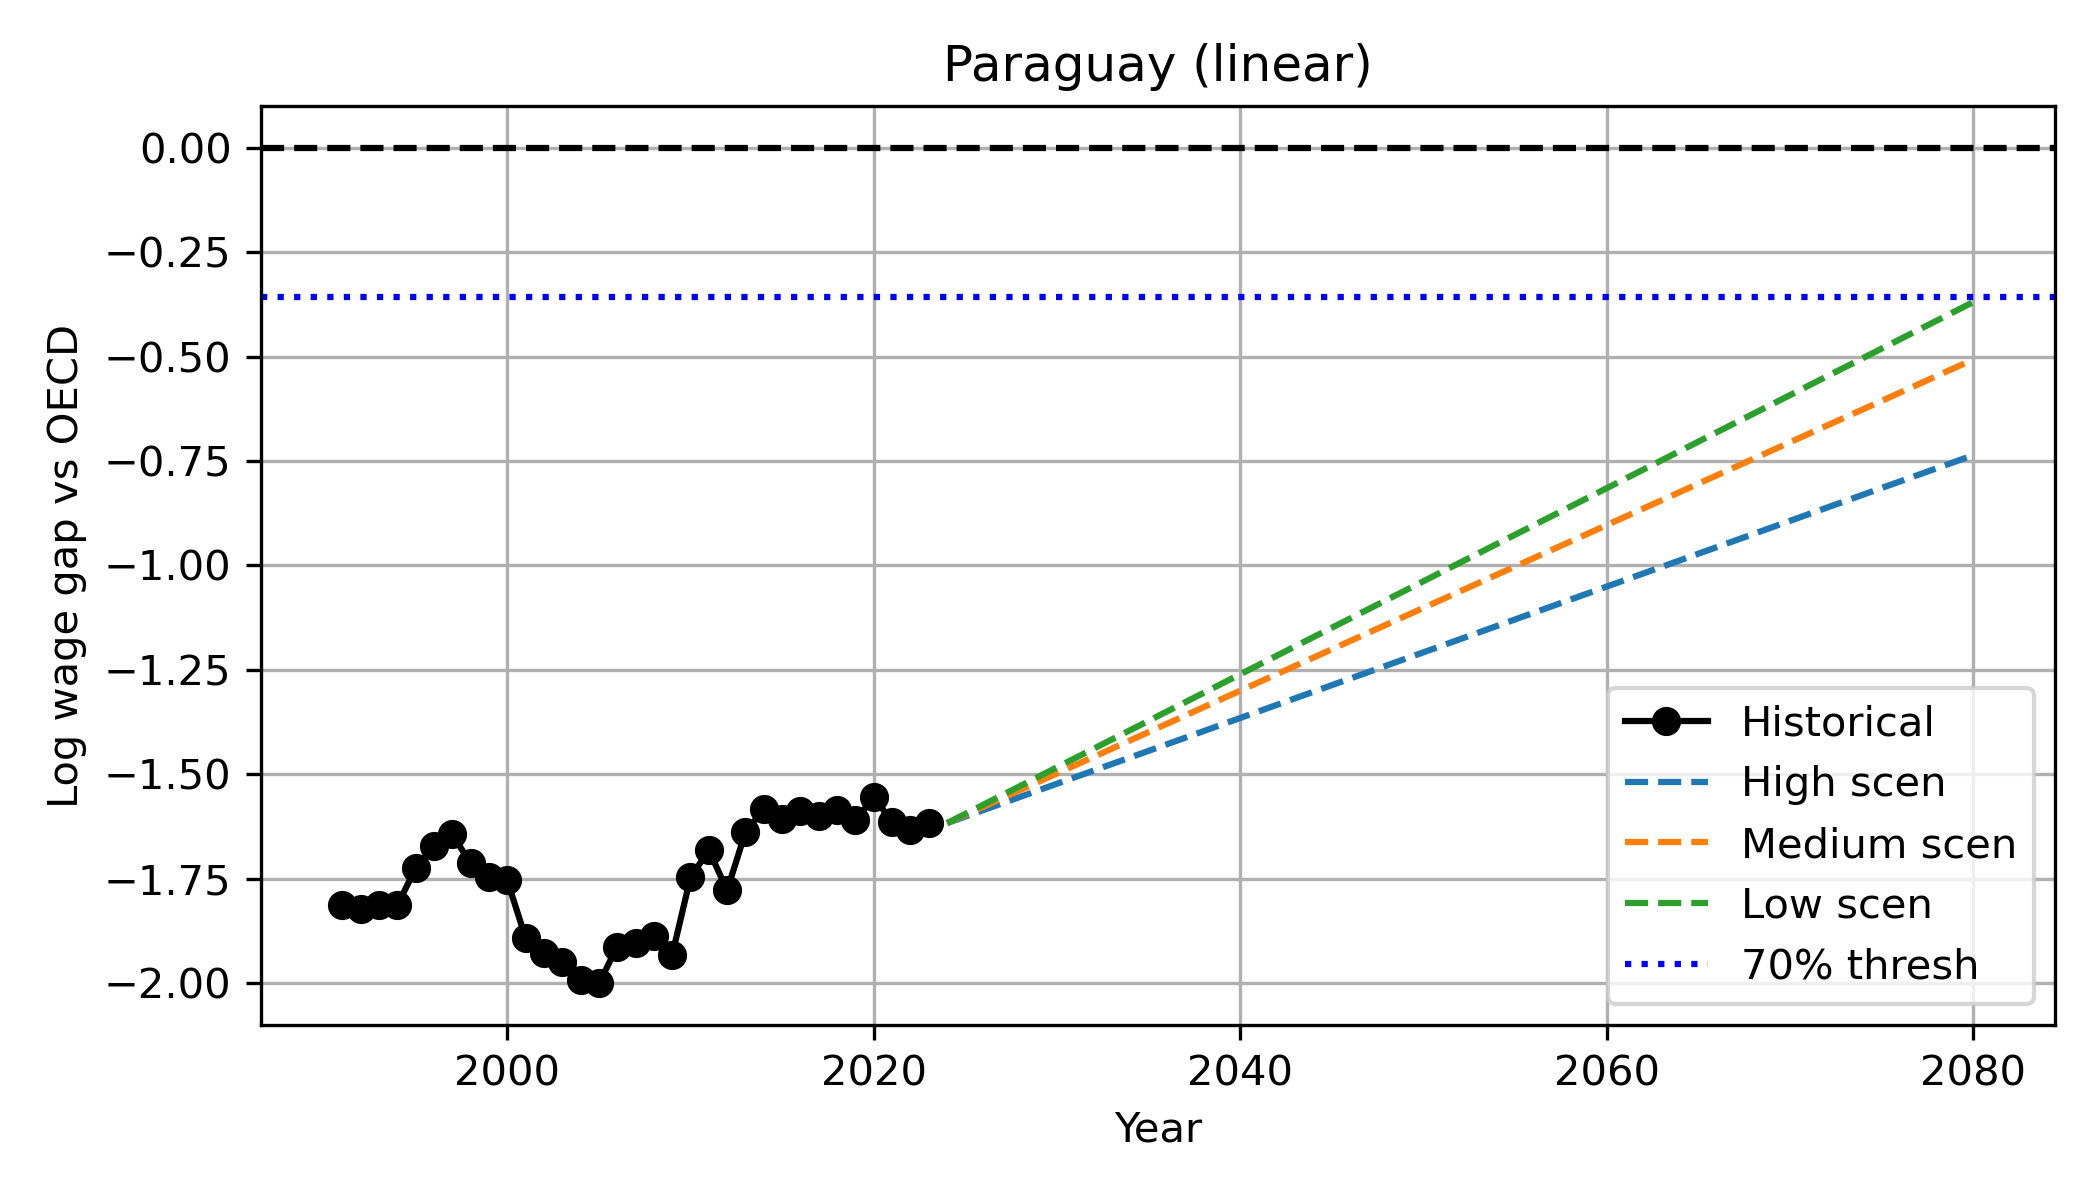 Paraguay (linear)
0.00
−0.25
−0.50
−0.75
−1.00
−1.25
−1.50
−1.75
−2.00
Log wage gap vs OECD
Historical
High scen
Medium scen
Low scen
70% thresh
2000 2020 2040 2060 2080
Year